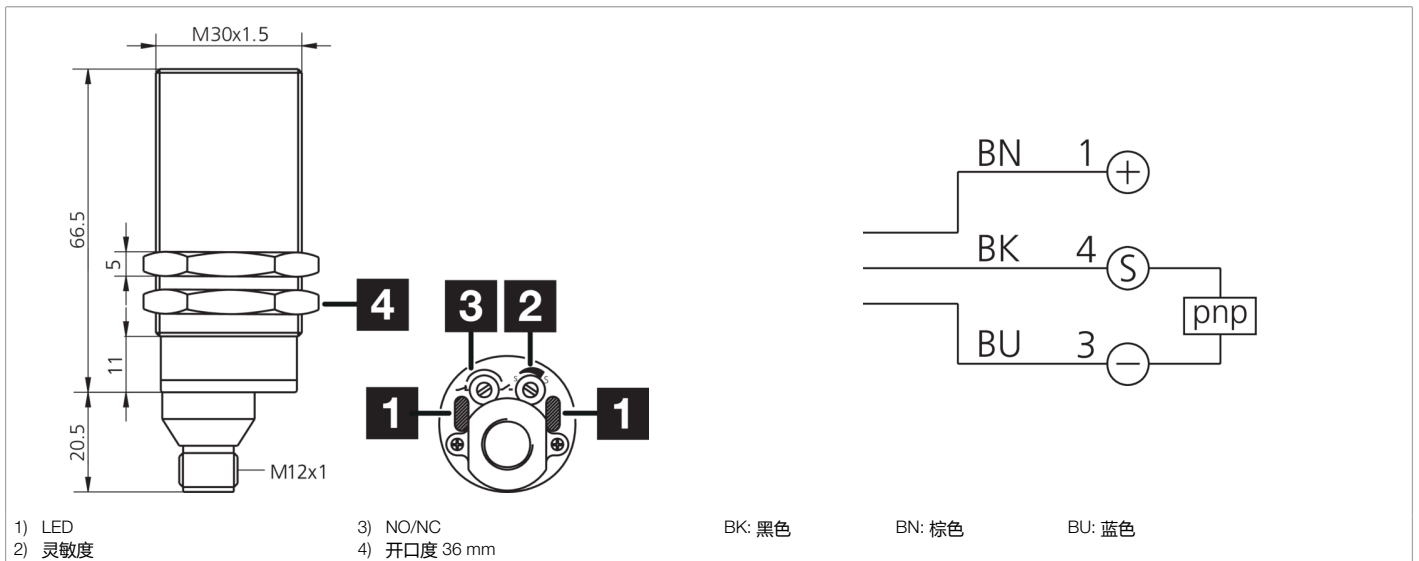 M30x1.5
66.5
5
11
20.5
M12x1
4
3
2
S
S
1
1
BN 1
+
BK 4
S
pnp
BU 3
−
1) LED
2) 灵敏度
3) NO/NC
4) 开口度 36 mm
BK: 黑色
BN: 棕色
BU: 蓝色